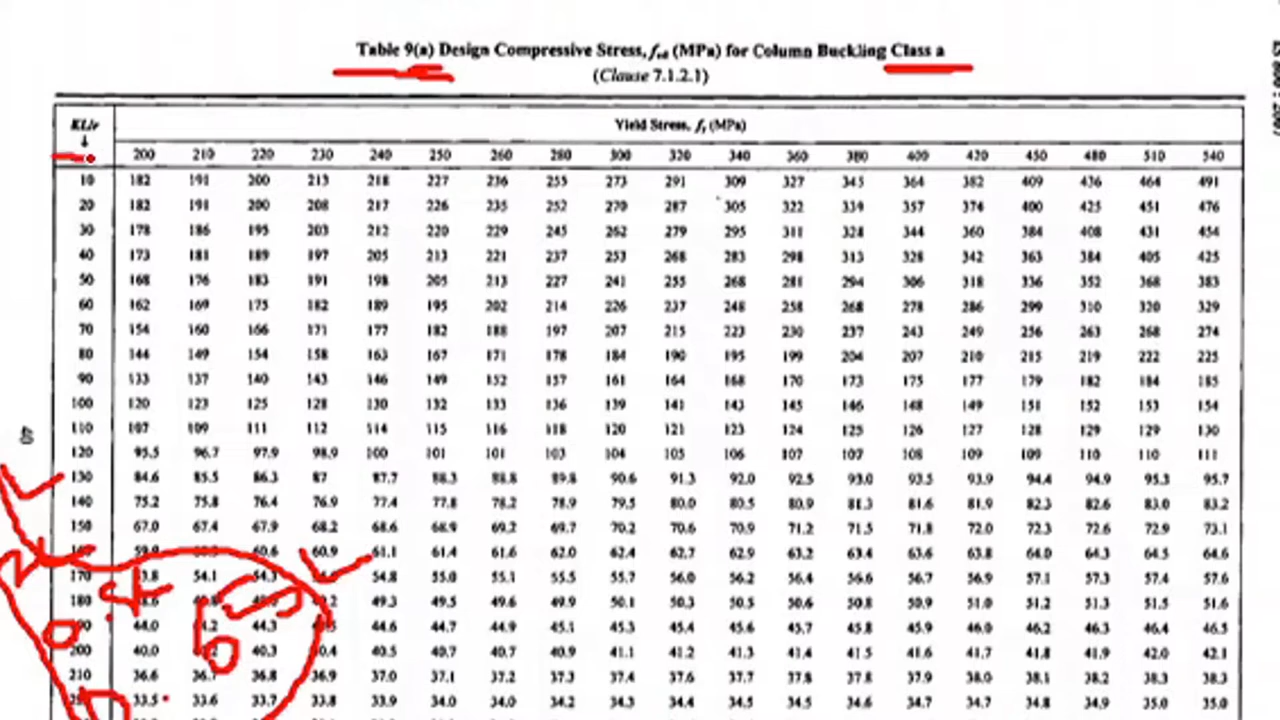 Table 9(a) Design Compressive Stress, fcd (MPa) for Column Buckling Class a
(Clause 7.1.2.1)
KL/r Yield Stress, fy (MPa)
↓ 200 210 220 230 240 250 260 280 300 320 340 360 380 400 420 450 480 510 540
10 182 191 200 213 218 227 236 255 273 291 309 327 345 364 382 409 436 464 491
20 182 191 200 208 217 226 235 252 270 287 305 322 339 357 374 400 425 451 476
30 178 186 195 203 212 220 229 245 262 279 295 311 328 344 360 384 408 431 454
40 173 181 189 197 205 213 221 237 253 268 283 298 313 328 342 363 384 405 425
50 168 176 183 191 198 205 213 227 241 255 268 281 294 306 318 336 352 368 383
60 162 169 175 182 189 195 202 214 226 237 248 258 268 278 286 299 310 320 329
70 154 160 166 171 177 182 188 197 207 215 223 230 237 243 249 256 263 268 274
80 144 149 154 158 163 167 171 178 184 190 195 199 204 207 210 215 219 222 225
90 133 137 140 143 146 149 152 157 161 164 168 170 173 175 177 179 182 184 185
100 120 123 125 128 130 132 133 136 139 141 143 145 146 148 149 151 152 153 154
110 107 109 111 112 114 115 116 118 120 121 123 124 125 126 127 128 129 129 130
120 95.5 96.7 97.9 98.9 100 101 101 103 104 105 106 107 107 108 109 109 110 110 111
130 84.6 85.5 86.3 87 87.7 88.3 88.8 89.8 90.6 91.3 92.0 92.5 93.0 93.5 93.9 94.4 94.9 95.3 95.7
140 75.2 75.8 76.4 76.9 77.4 77.8 78.2 78.9 79.5 80.0 80.5 80.9 81.3 81.6 81.9 82.3 82.6 83.0 83.2
150 67.0 67.4 67.9 68.2 68.6 68.9 69.2 69.7 70.2 70.6 70.9 71.2 71.5 71.8 72.0 72.3 72.6 72.9 73.1
60.6 60.9 61.1 61.4 61.6 62.0 62.4 62.7 62.9 63.2 63.4 63.6 63.8 64.0 64.3 64.5 64.6
170 54.1 54.3 54.8 55.0 55.1 55.5 55.7 56.0 56.2 56.4 56.6 56.7 56.9 57.1 57.3 57.4 57.6
180 49.3 49.5 49.6 49.9 50.1 50.3 50.5 50.6 50.8 50.9 51.0 51.2 51.3 51.5 51.6
44.0 44.3 44.6 44.7 44.9 45.1 45.3 45.4 45.6 45.7 45.8 45.9 46.0 46.2 46.3 46.4 46.5
200 40.0 40.3 40.5 40.7 40.7 40.9 41.1 41.2 41.3 41.4 41.5 41.6 41.7 41.8 41.9 42.0 42.1
210 36.6 36.8 36.9 37.0 37.1 37.2 37.3 37.4 37.6 37.7 37.8 37.8 37.9 38.0 38.1 38.2 38.3 38.3
33.5 33.6 33.7 33.8 33.9 34.0 34.0 34.2 34.3 34.4 34.5 34.5 34.6 34.7 34.7 34.8 34.9 35.0 35.0
40